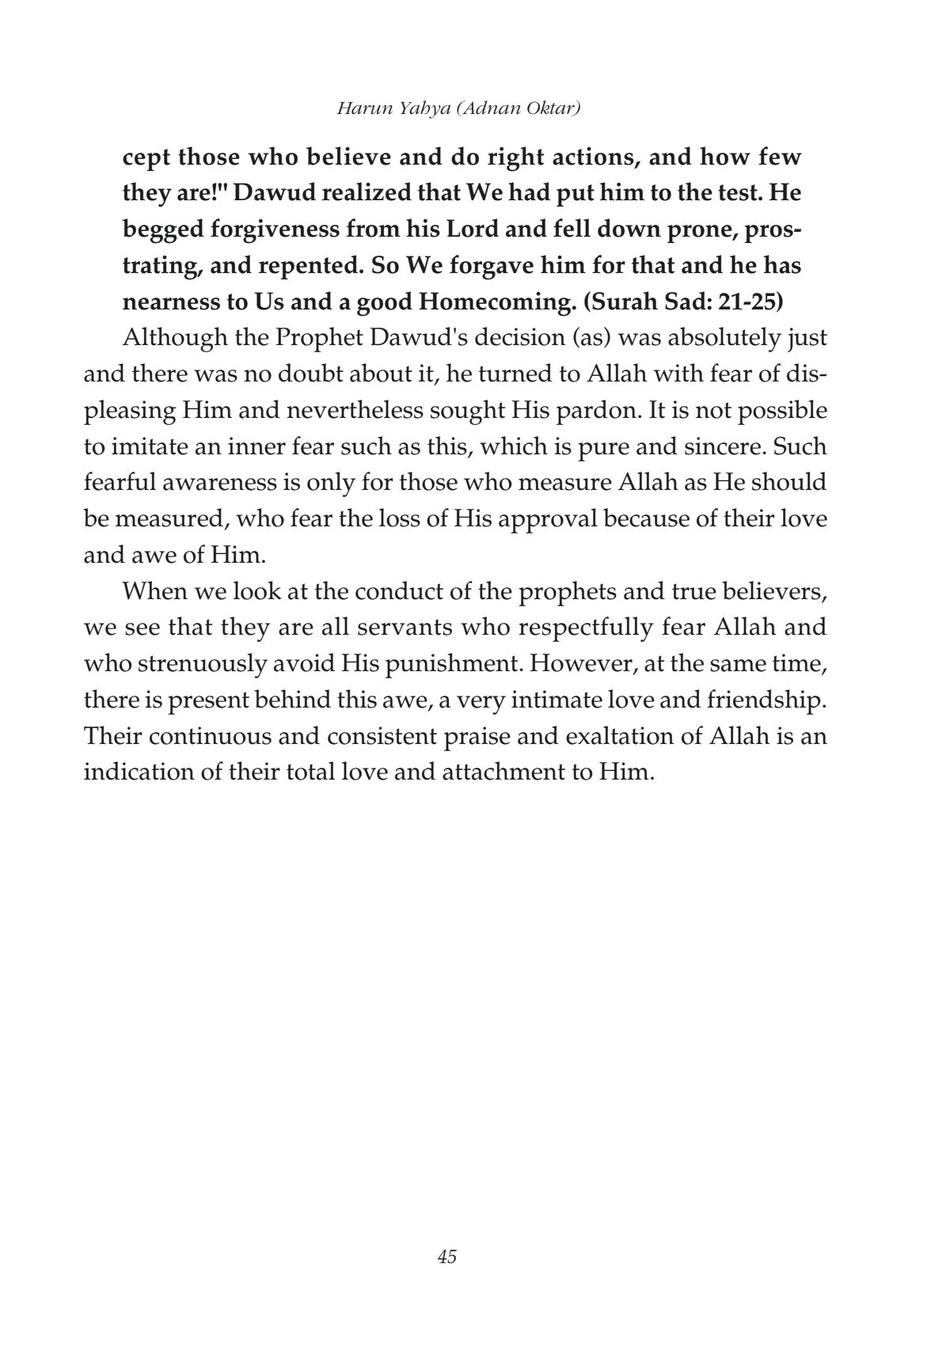 Harun Yahya (Adnan Oktar)
cept those who believe and do right actions, and how few
they are!" Dawud realized that We had put him to the test. He
begged forgiveness from his Lord and fell down prone, pros-
trating, and repented. So We forgave him for that and he has
nearness to Us and a good Homecoming. (Surah Sad: 21-25)
Although the Prophet Dawud's decision (as) was absolutely just
and there was no doubt about it, he turned to Allah with fear of dis-
pleasing Him and nevertheless sought His pardon. It is not possible
to imitate an inner fear such as this, which is pure and sincere. Such
fearful awareness is only for those who measure Allah as He should
be measured, who fear the loss of His approval because of their love
and awe of Him.
When we look at the conduct of the prophets and true believers,
we see that they are all servants who respectfully fear Allah and
who strenuously avoid His punishment. However, at the same time,
there is present behind this awe, a very intimate love and friendship.
Their continuous and consistent praise and exaltation of Allah is an
indication of their total love and attachment to Him.
45